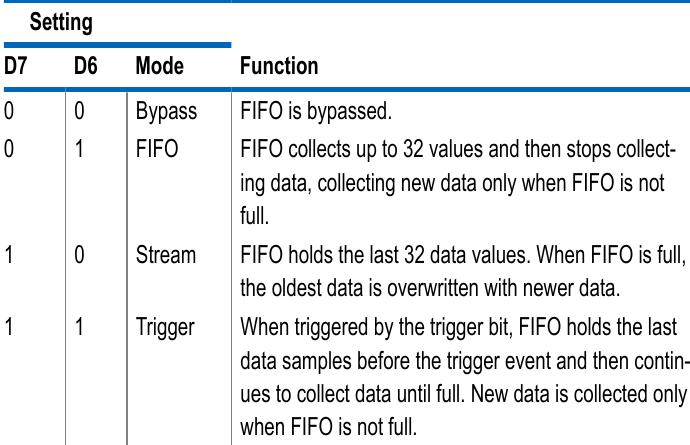 Setting
D7 D6 Mode Function
0 0 Bypass FIFO is bypassed.
0 1 FIFO FIFO collects up to 32 values and then stops collect-
ing data, collecting new data only when FIFO is not
full.
1 0 Stream FIFO holds the last 32 data values. When FIFO is full,
the oldest data is overwritten with newer data.
1 1 Trigger When triggered by the trigger bit, FIFO holds the last
data samples before the trigger event and then contin-
ues to collect data until full. New data is collected only
when FIFO is not full.